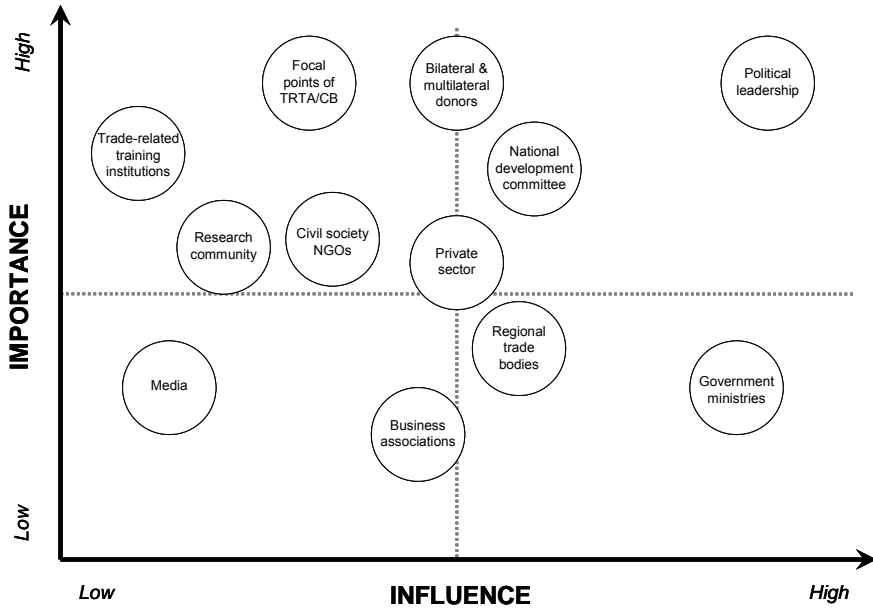 High
Focal
points of
TRTA/CB
Bilateral &
multilateral
donors
Political
leadership
Trade-related
training
institutions
National
development
committee
Research
community
Civil society
NGOs
Private
sector
IMPORTANCE
Regional
trade
bodies
Media
Government
ministries
Business
associations
Low
Low
INFLUENCE
High